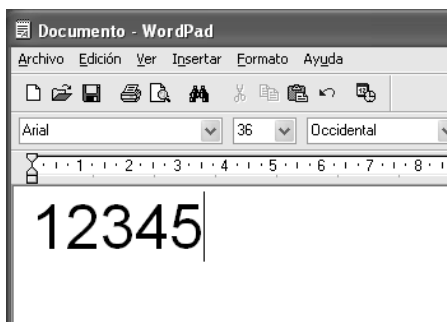 Documento - WordPad
Archivo Edición Ver Insertar Formato Ayuda
Arial 36 Occidental
1 2 3 4 5 6 7 8
12345